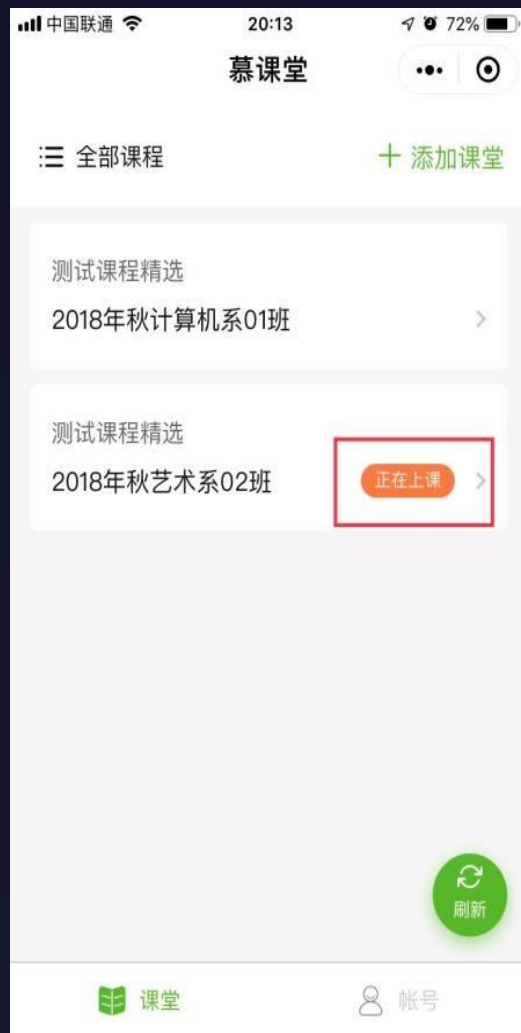 中国联通 20:13 72%
慕课堂
全部课程 添加课堂
测试课程精选
2018年秋计算机系01班
测试课程精选
2018年秋艺术系02班 正在上课
刷新
课堂 帐号